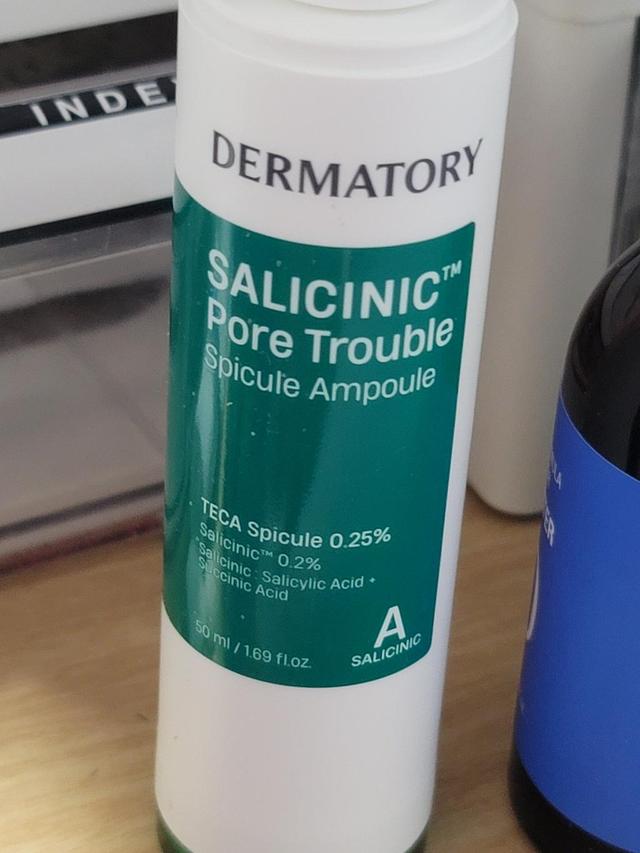 INDE
DERMATORY
SALICINIC™
Pore Trouble
Spicule Ampoule
TECA Spicule 0.25%
Salicinic™ 0.2%
*Salicinic : Salicylic Acid +
Succinic Acid
50 ml / 1.69 fl.oz.
A
SALICINIC